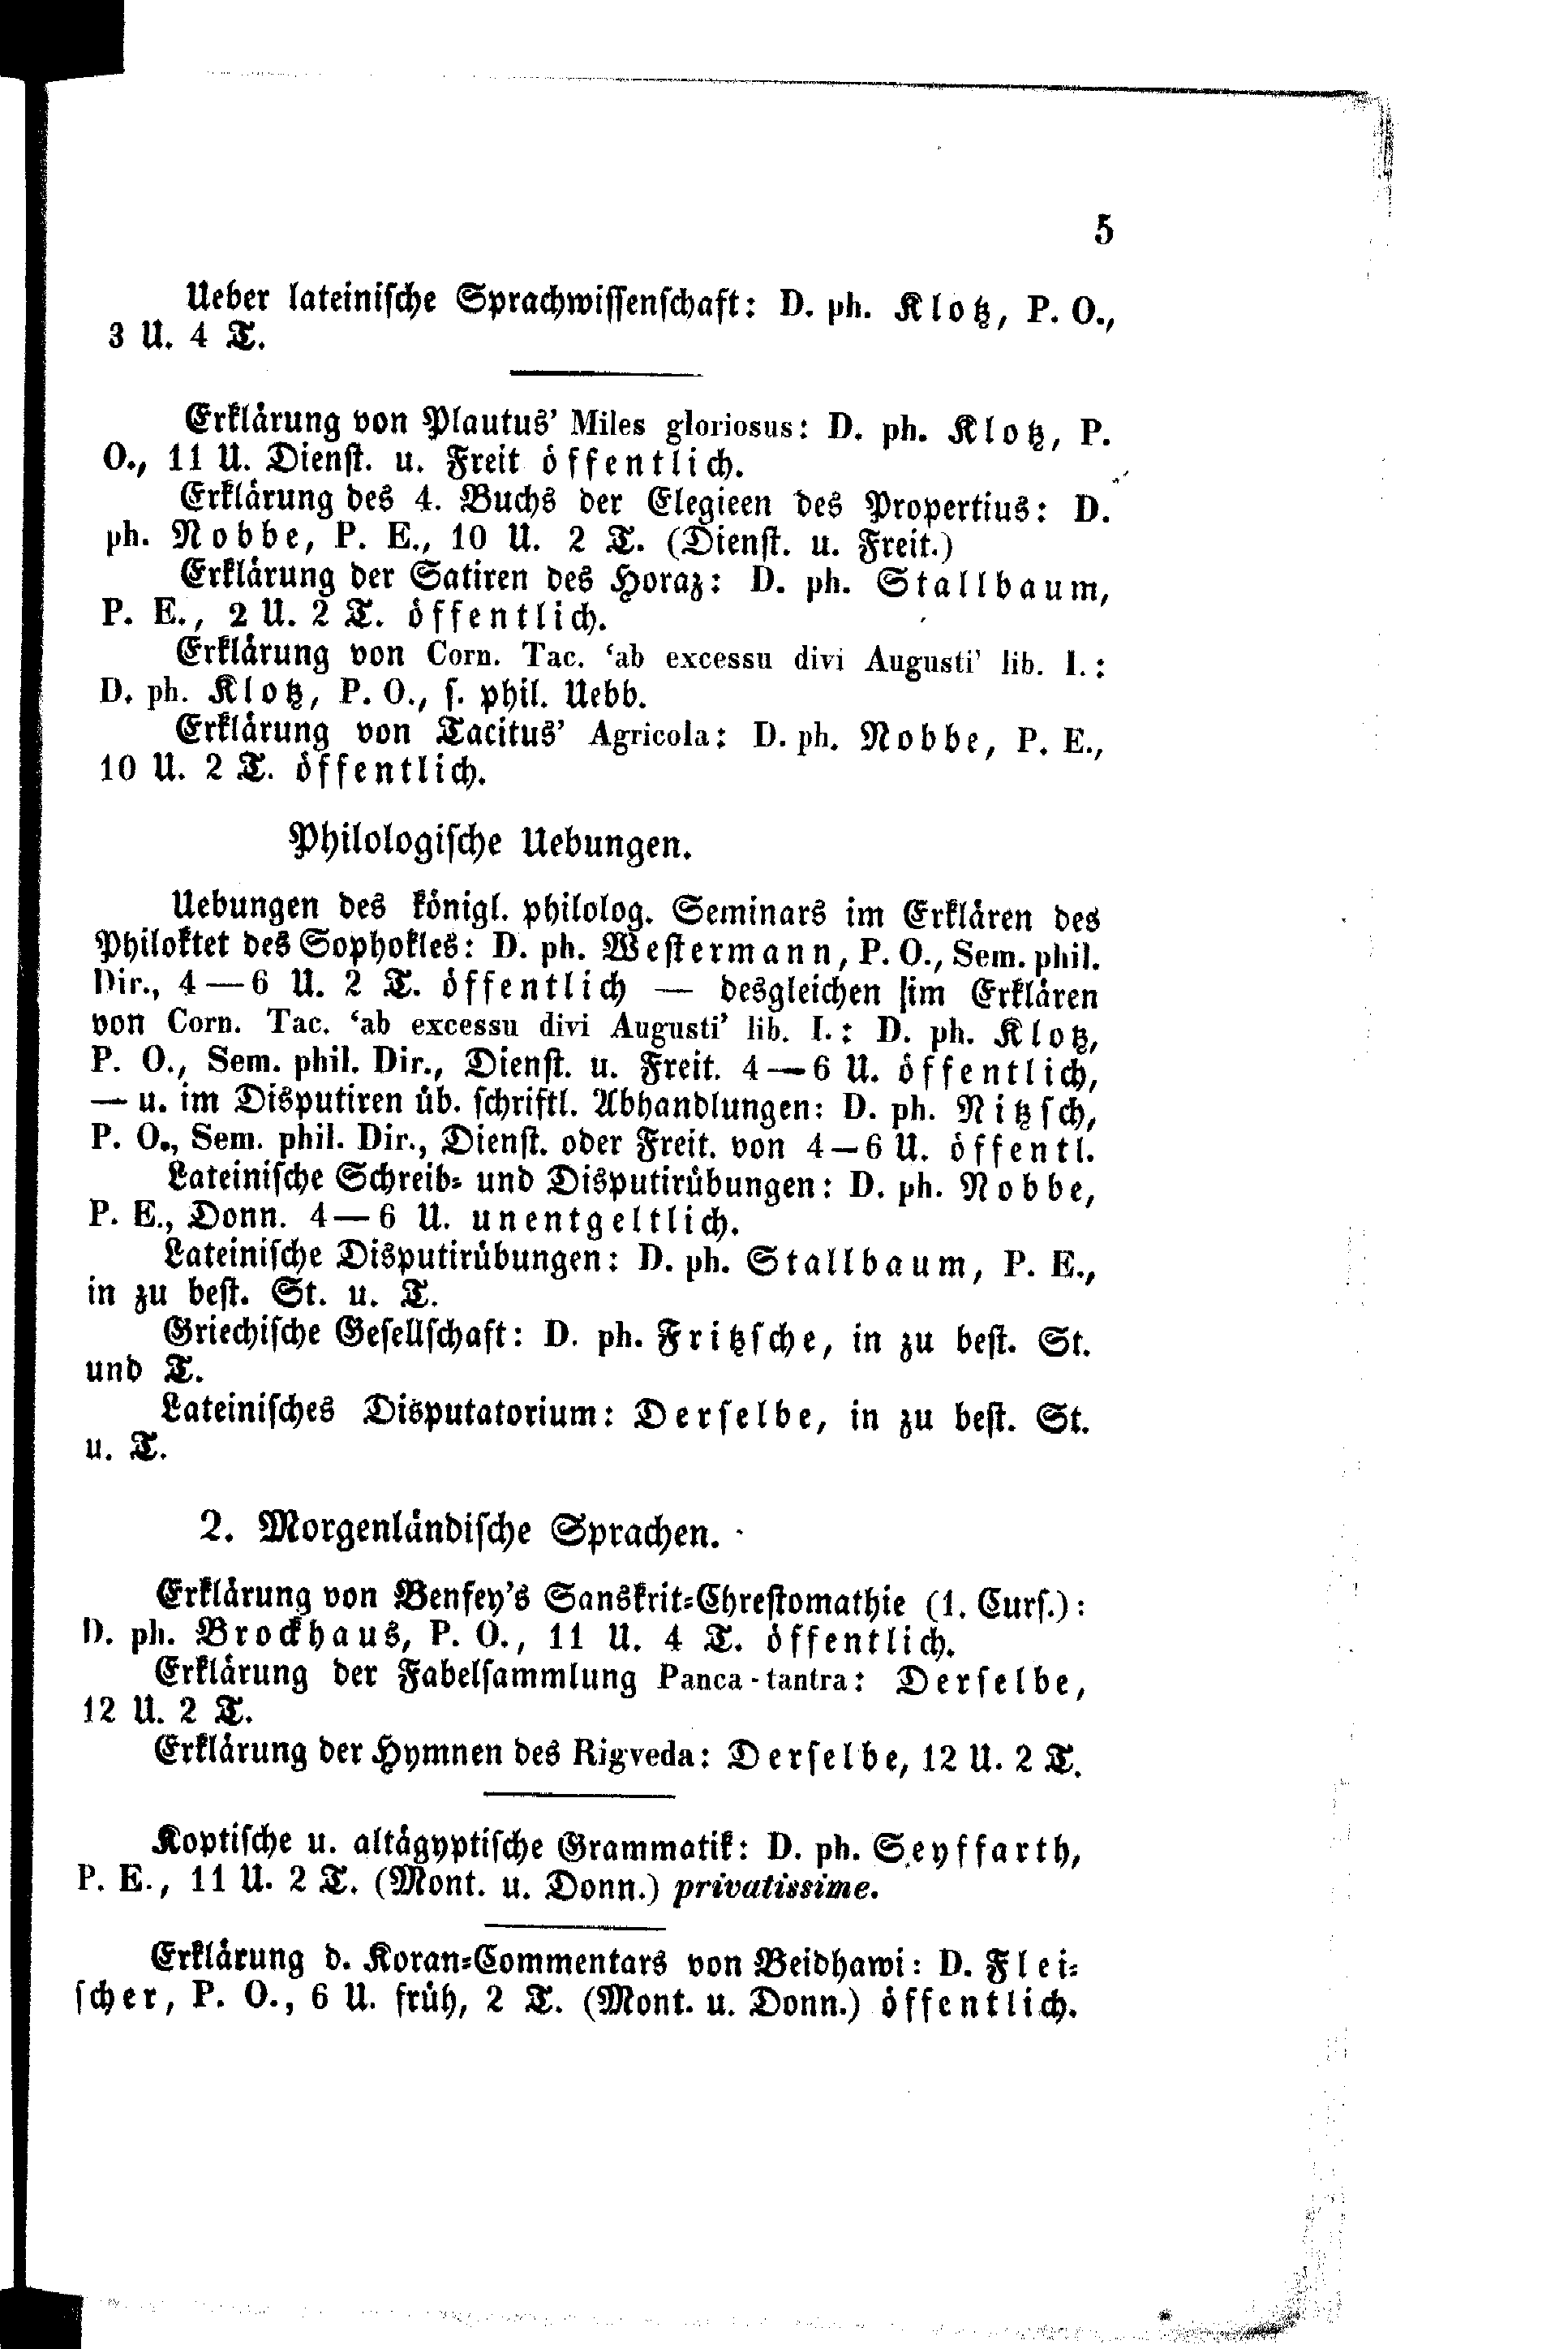 5
Ueber lateinische Sprachwissenschaft: D. ph. Klotz, P. O.,
3 U. 4 T.
Erklärung von Plautus’ Miles gloriosus: D. ph. Klotz, P.
O., 11 U. Dienst. u. Freit öffentlich.
Erklärung des 4. Buchs der Elegieen des Propertius: D.
ph. Nobbe, P. E., 10 U. 2 T. (Dienst. u. Freit.)
Erklärung der Satiren des Horaz: D. ph. Stallbaum,
P. E., 2 U. 2 T. öffentlich.
Erklärung von Corn. Tac. ‘ab excessu divi Augusti’ lib. I.:
D. ph. Klotz, P. O., s. phil. Uebb.
Erklärung von Tacitus’ Agricola: D. ph. Nobbe, P. E.,
10 U. 2 T. öffentlich.
Philologische Uebungen.
Uebungen des königl. philolog. Seminars im Erklären des
Philoktet des Sophokles: D. ph. Westermann, P. O., Sem. phil.
Dir., 4—6 U. 2 T. öffentlich — desgleichen im Erklären
von Corn. Tac. ‘ab excessu divi Augusti’ lib. I.: D. ph. Klotz,
P. O., Sem. phil. Dir., Dienst. u. Freit. 4—6 U. öffentlich,
— u. im Disputiren üb. schriftl. Abhandlungen: D. ph. Nitzsch,
P. O., Sem. phil. Dir., Dienst. oder Freit. von 4—6 U. öffentl.
Lateinische Schreib- und Disputirübungen: D. ph. Nobbe,
P. E., Donn. 4—6 U. unentgeltlich.
Lateinische Disputirübungen: D. ph. Stallbaum, P. E.,
in zu best. St. u. T.
Griechische Gesellschaft: D. ph. Fritzsche, in zu best. St.
und T.
Lateinisches Disputatorium: Derselbe, in zu best. St.
u. T.
2. Morgenländische Sprachen.
Erklärung von Benfey’s Sanskrit-Chrestomathie (1. Curs.):
D. ph. Brockhaus, P. O., 11 U. 4 T. öffentlich.
Erklärung der Fabelsammlung Panca-tantra: Derselbe,
12 U. 2 T.
Erklärung der Hymnen des Rigveda: Derselbe, 12 U. 2 T.
Koptische u. altägyptische Grammatik: D. ph. Seyffarth,
P. E., 11 U. 2 T. (Mont. u. Donn.) privatissime.
Erklärung d. Koran-Commentars von Beidhawi: D. Flei-
scher, P. O., 6 U. früh, 2 T. (Mont. u. Donn.) öffentlich.